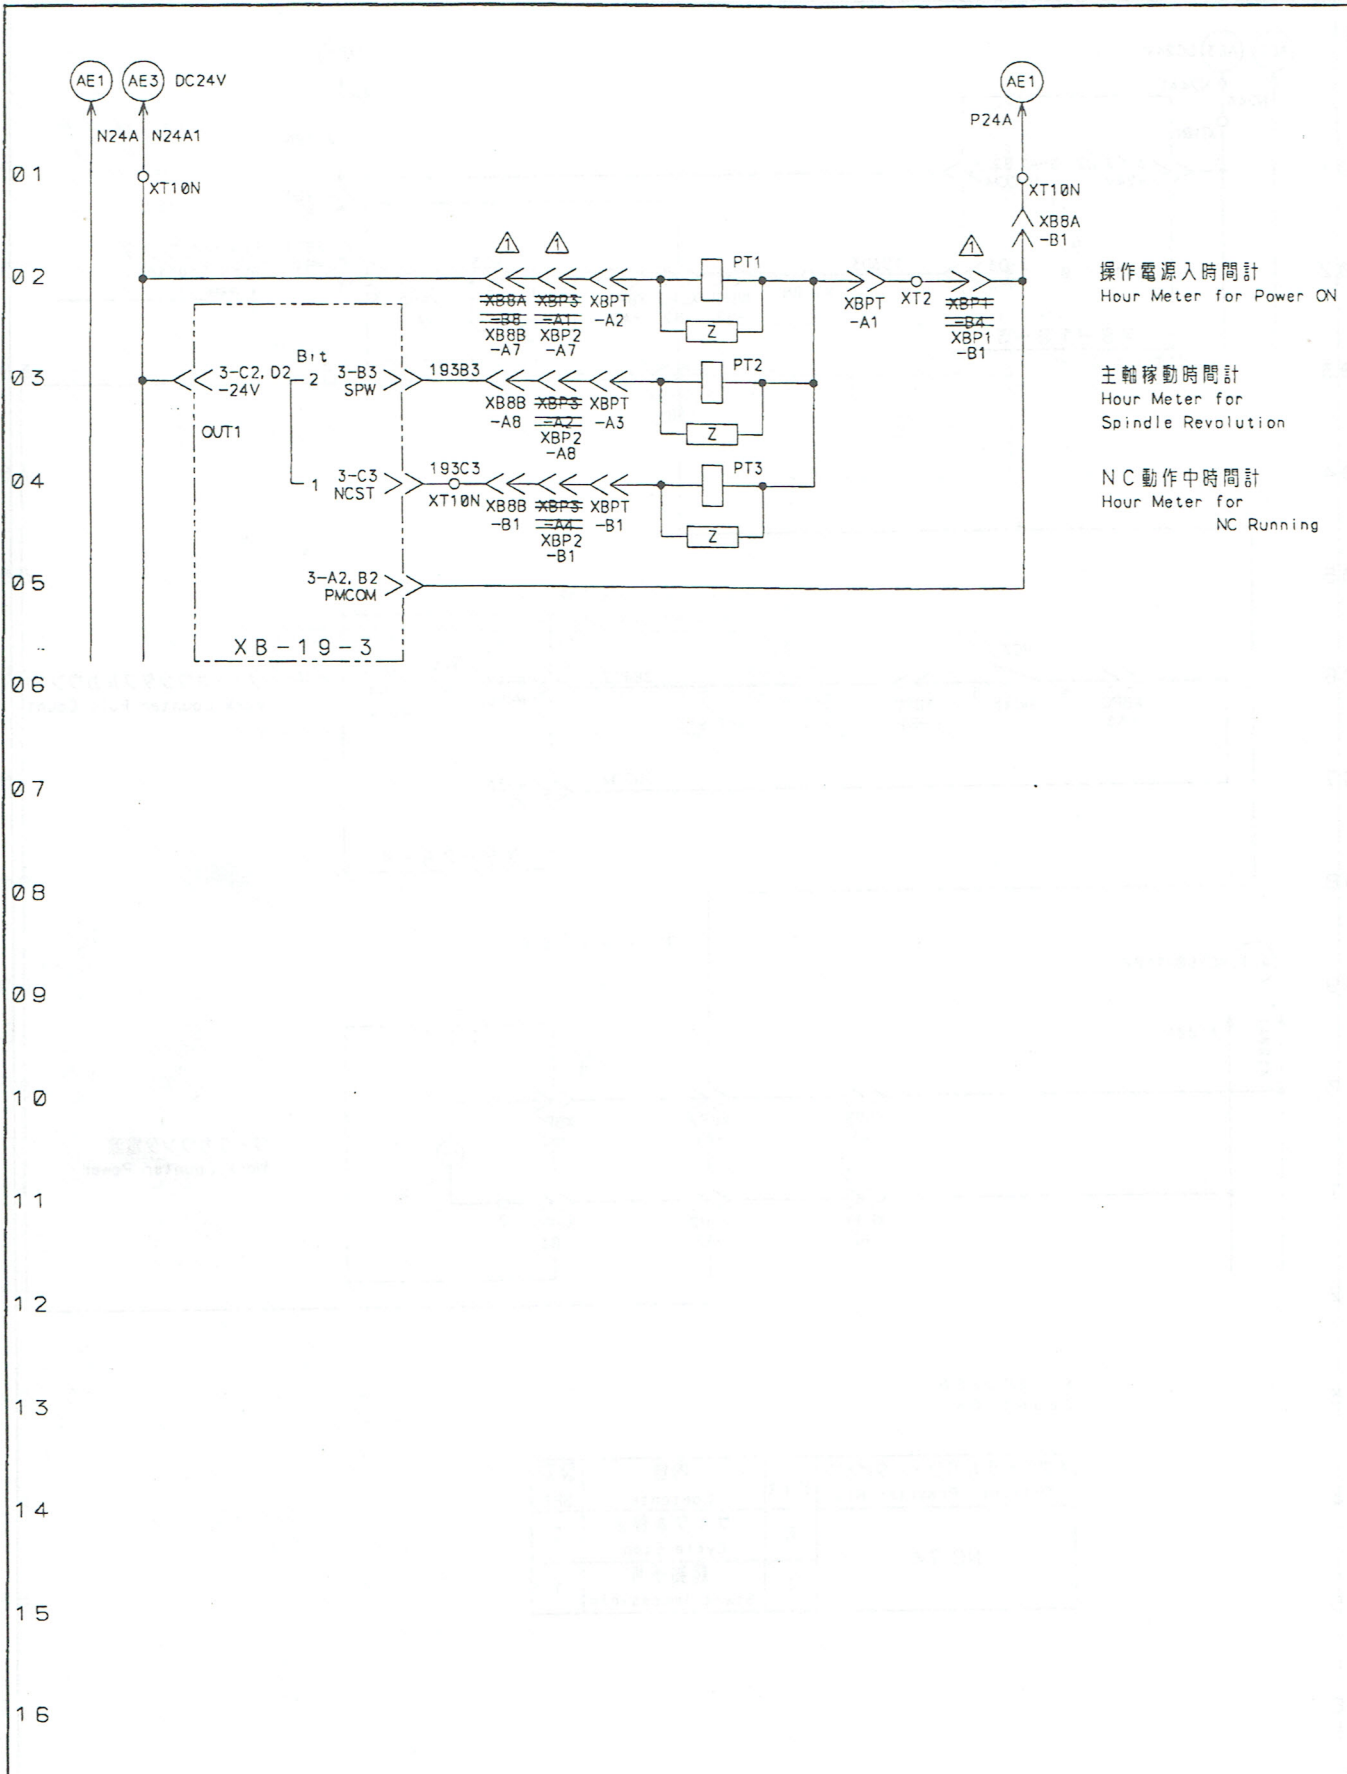 AE1 AE3 DC24V AE1
N24A N24A1 P24A
01 XT10N XT10N
XB8A
-B1
1 1 1
02 PT1 操作電源入時間計
Hour Meter for Power ON
XB8A XBP3 XBPT XBPT XT2 XBP1
-B8 -A1 -A2 -A1 -B4
XB8B XBP2 Z XBP1
-A7 -A7 -B1
03 3-C2, D2 Bit 2 3-B3 193B3 PT2 主軸稼動時間計
-24V SPW Hour Meter for
XB8B XBP3 XBPT Spindle Revolution
-A8 -A2 -A3
OUT1 XBP2 Z
-A8
04 1 3-C3 193C3 PT3 NC動作中時間計
NCST XT10N Hour Meter for
XB8B XBP3 XBPT NC Running
-B1 -A4 -B1
XBP2 Z
-B1
05 3-A2, B2
PMCOM
XB-19-3
06
07
08
09
10
11
12
13
14
15
16